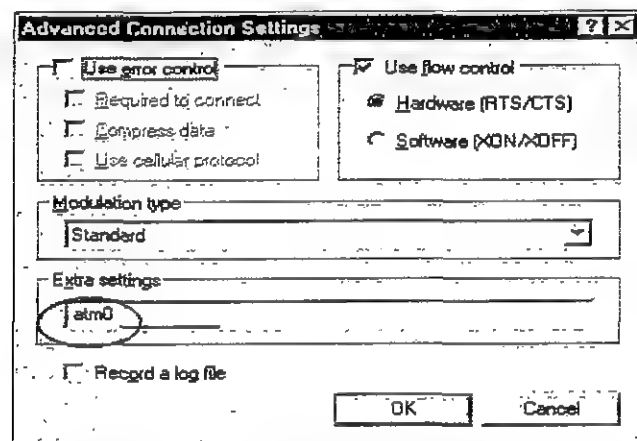 Advanced Connection Settings
Use error control
Required to connect
Compress data
Use cellular protocol
Use flow control
Hardware (RTS/CTS)
Software (XON/XOFF)
Modulation type
Standard
Extra settings
atm0
Record a log file
OK
Cancel